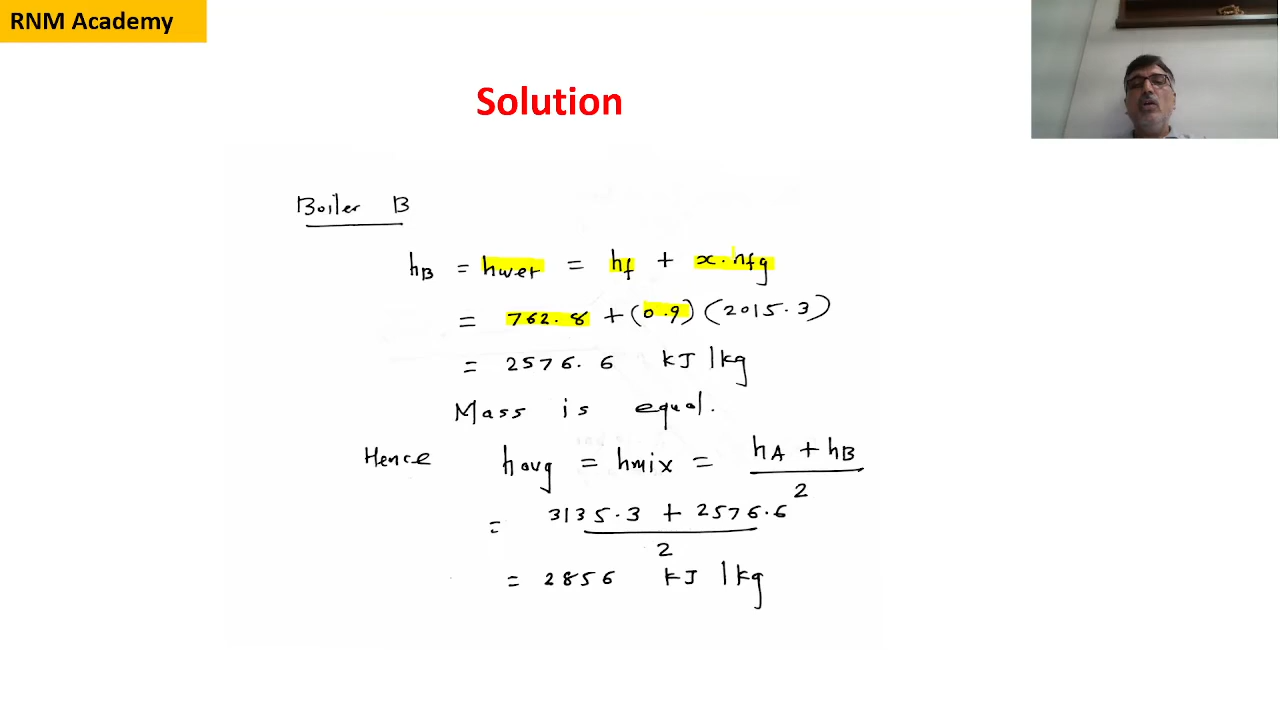 RNM Academy
Solution
Boiler B
hB = hwet = hf + x.hfg
= 762.8 + (0.9) (2015.3)
= 2576.6 kJ/kg
Mass is equal.
Hence havg = hmix = hA + hB
2
= 3135.3 + 2576.6
2
= 2856 kJ/kg